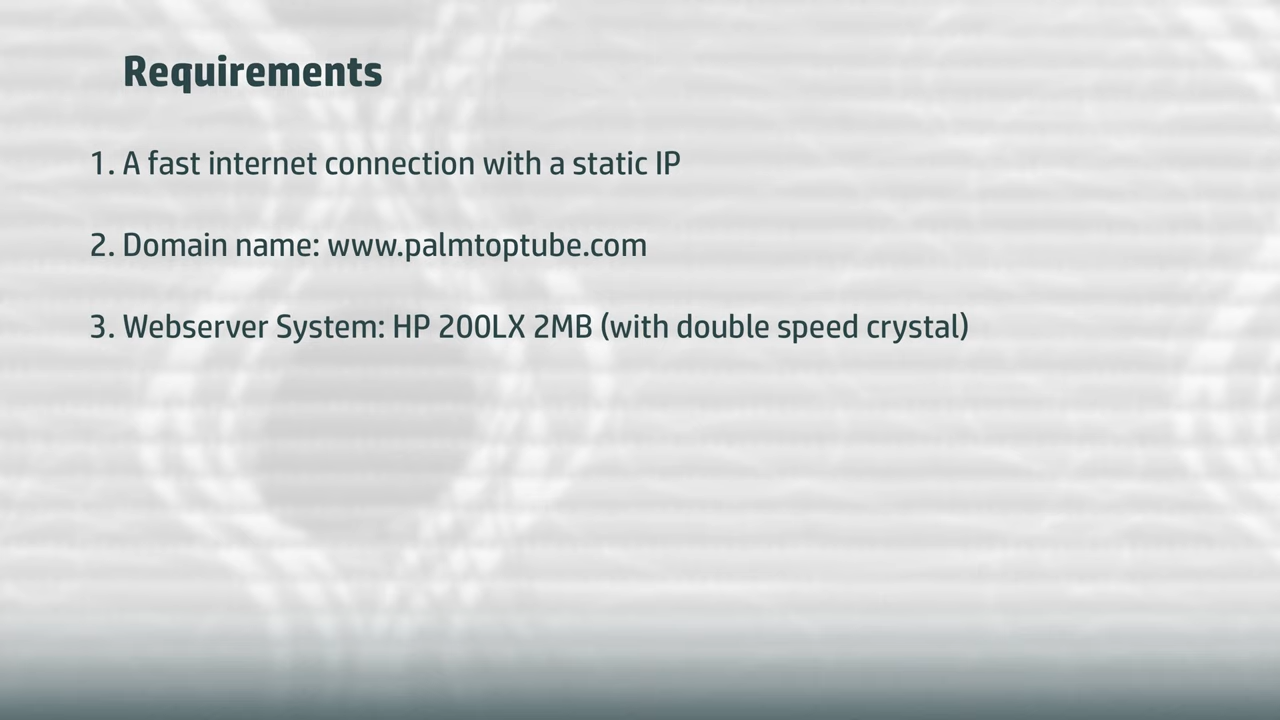 Requirements
1. A fast internet connection with a static IP
2. Domain name: www.palmtoptube.com
3. Webserver System: HP 200LX 2MB (with double speed crystal)